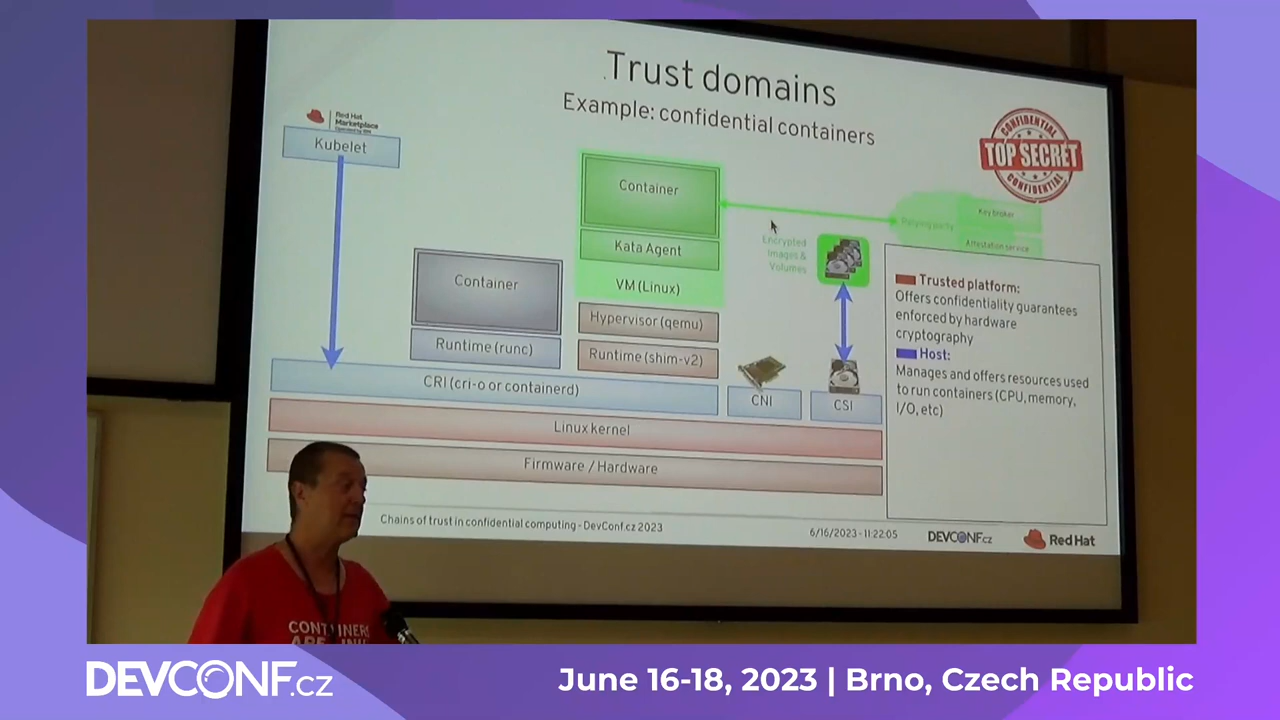 Trust domains
Example: confidential containers
Red Hat
Marketplace
Kubelet
CONFIDENTIAL
TOP SECRET
CONFIDENTIAL
Container
Kata Agent
VM (Linux)
Hypervisor (qemu)
Runtime (shim-v2)
Container
Runtime (runc)
CRI (cri-o or containerd)
CNI
CSI
Linux kernel
Firmware / Hardware
Encrypted
Images &
Volumes
Relying party
Key broker
Attestation service
Trusted platform:
Offers confidentiality guarantees
enforced by hardware
cryptography
Host:
Manages and offers resources used
to run containers (CPU, memory,
I/O, etc)
Chains of trust in confidential computing - DevConf.cz 2023
6/16/2023 - 11:22:05
DEVCONF.cz
Red Hat
CONTAINERS
ARE LINUX
DEVCONF.cz
June 16-18, 2023 | Brno, Czech Republic